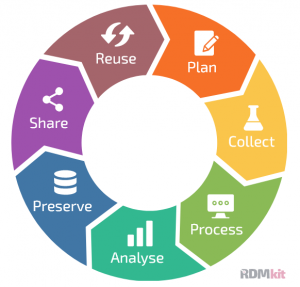 Reuse
Plan
Share
Collect
Preserve
Process
Analyse
RDMkit